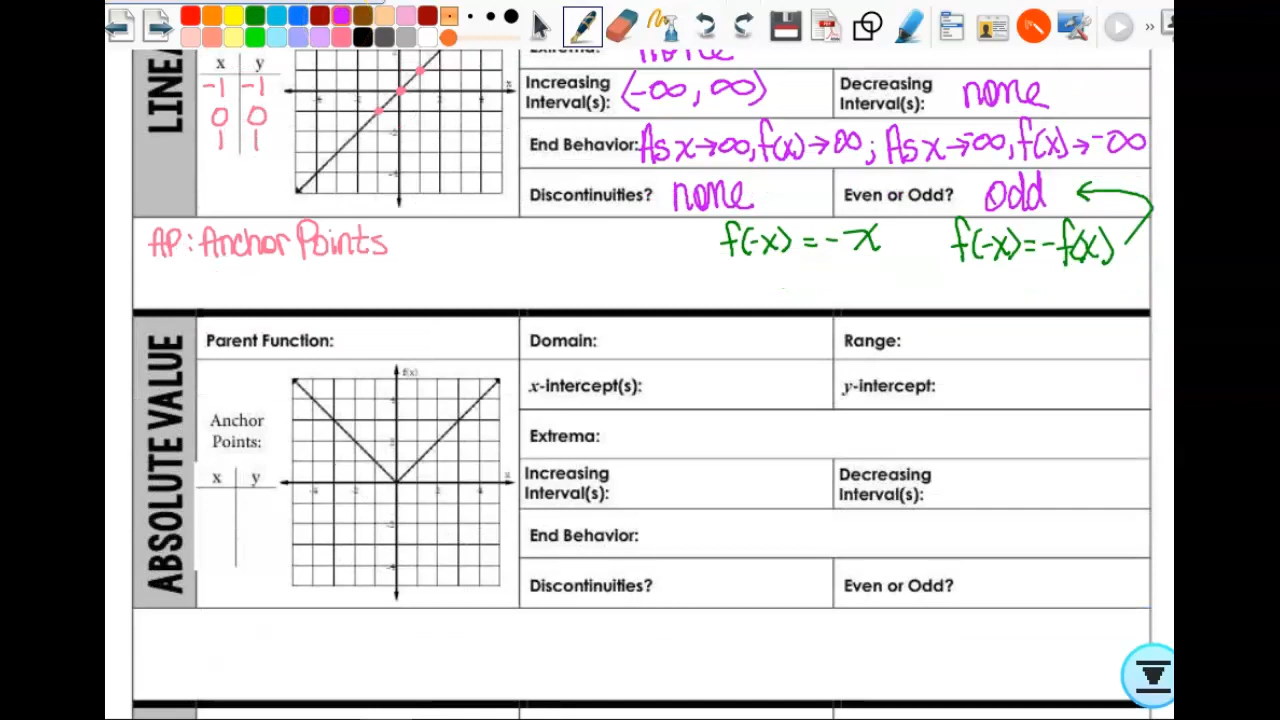 LINEA
Extrema: none
x y
-1 -1
0 0
1 1
Increasing Interval(s): (-∞, ∞)
Decreasing Interval(s): none
End Behavior: As x→∞, f(x)→∞; As x→-∞, f(x)→-∞
Discontinuities? none
Even or Odd? odd
AP: Anchor Points
f(-x) = -x
f(-x) = -f(x)
ABSOLUTE VALUE
Parent Function:
Domain:
Range:
f(x)
x-intercept(s):
y-intercept:
Anchor
Points:
Extrema:
x y
x
Increasing
Interval(s):
Decreasing
Interval(s):
End Behavior:
Discontinuities?
Even or Odd?